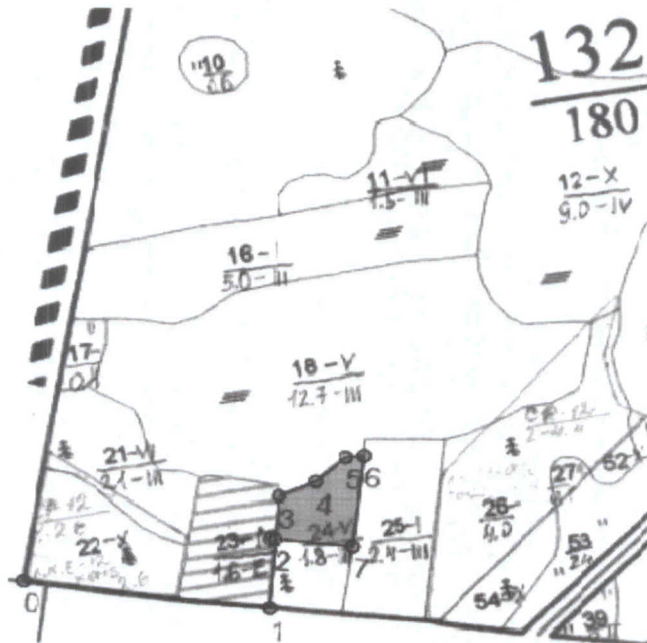 132
180
10
11-VI
1.5-III
12-X
9.0-IV
16-I
5.0-III
17-
18-V
12.7-III
21-VI
2.1-III
22-X
23-I
1.6-E
24-V
1.8-
25-I
2.4-III
26-
4.0
27
52
53
2.4
54
39
0
1
2
3
4
5
6
7